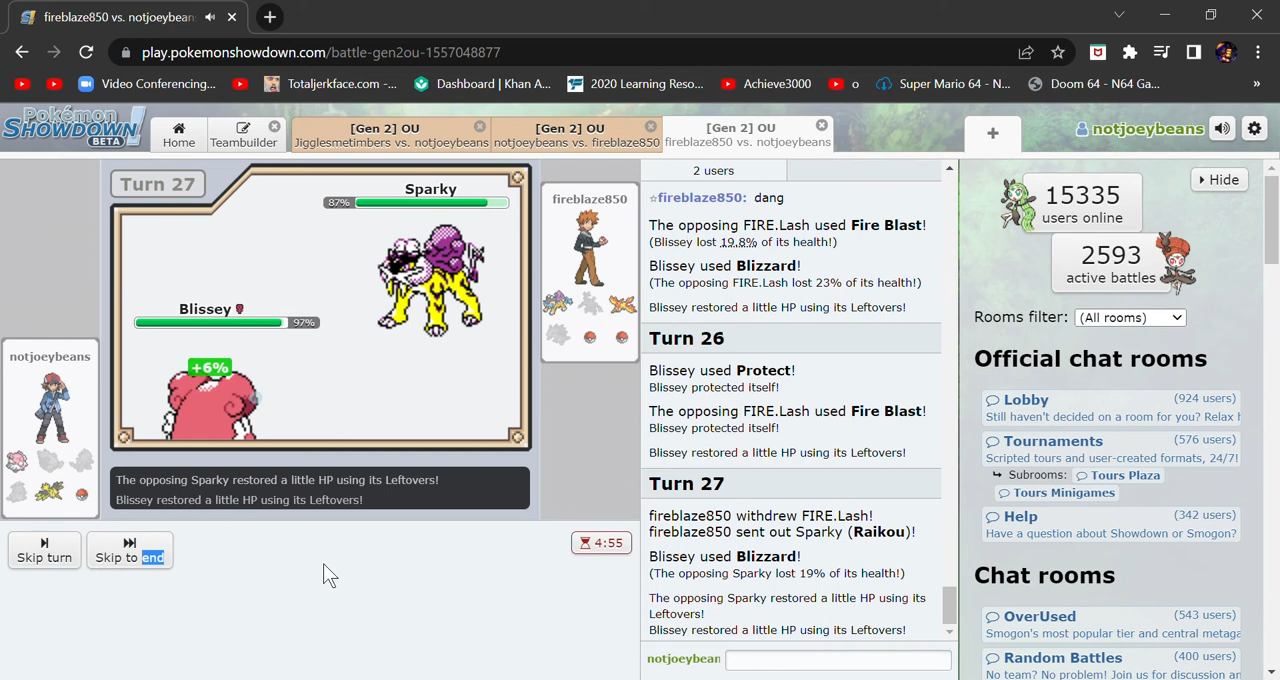 fireblaze850 vs. notjoeybeans
play.pokemonshowdown.com/battle-gen2ou-1557048877
Video Conferencing...
Totaljerkface.com -...
Dashboard | Khan A...
2020 Learning Reso...
Achieve3000
o
Super Mario 64 - N...
Doom 64 - N64 Ga...
»
Pokémon
SHOWDOWN!
BETA
Home
Teambuilder
[Gen 2] OU
Jigglesmetimbers vs. notjoeybeans
[Gen 2] OU
notjoeybeans vs. fireblaze850
[Gen 2] OU
fireblaze850 vs. notjoeybeans
notjoeybeans
Turn 27
Sparky
87%
Blissey
97%
+6%
notjoeybeans
fireblaze850
The opposing Sparky restored a little HP using its Leftovers!
Blissey restored a little HP using its Leftovers!
Skip turn
Skip to end
4:55
2 users
☆fireblaze850: dang
The opposing FIRE.Lash used Fire Blast!
(Blissey lost 19.8% of its health!)
Blissey used Blizzard!
(The opposing FIRE.Lash lost 23% of its health!)
Blissey restored a little HP using its Leftovers!
Turn 26
Blissey used Protect!
Blissey protected itself!
The opposing FIRE.Lash used Fire Blast!
Blissey protected itself!
Blissey restored a little HP using its Leftovers!
Turn 27
fireblaze850 withdrew FIRE.Lash!
fireblaze850 sent out Sparky (Raikou)!
Blissey used Blizzard!
(The opposing Sparky lost 19% of its health!)
The opposing Sparky restored a little HP using its
Leftovers!
Blissey restored a little HP using its Leftovers!
notjoeybean
Hide
15335
users online
2593
active battles
Rooms filter: (All rooms)
Official chat rooms
Lobby (924 users)
Still haven't decided on a room for you? Relax h
Tournaments (576 users)
Scripted tours and user-created formats, 24/7!
Subrooms: Tours Plaza
Tours Minigames
Help (342 users)
Have a question about Showdown or Smogon?
Chat rooms
OverUsed (543 users)
Smogon's most popular tier and central metaga
Random Battles (400 users)
No team? No problem! Join us for discussion an